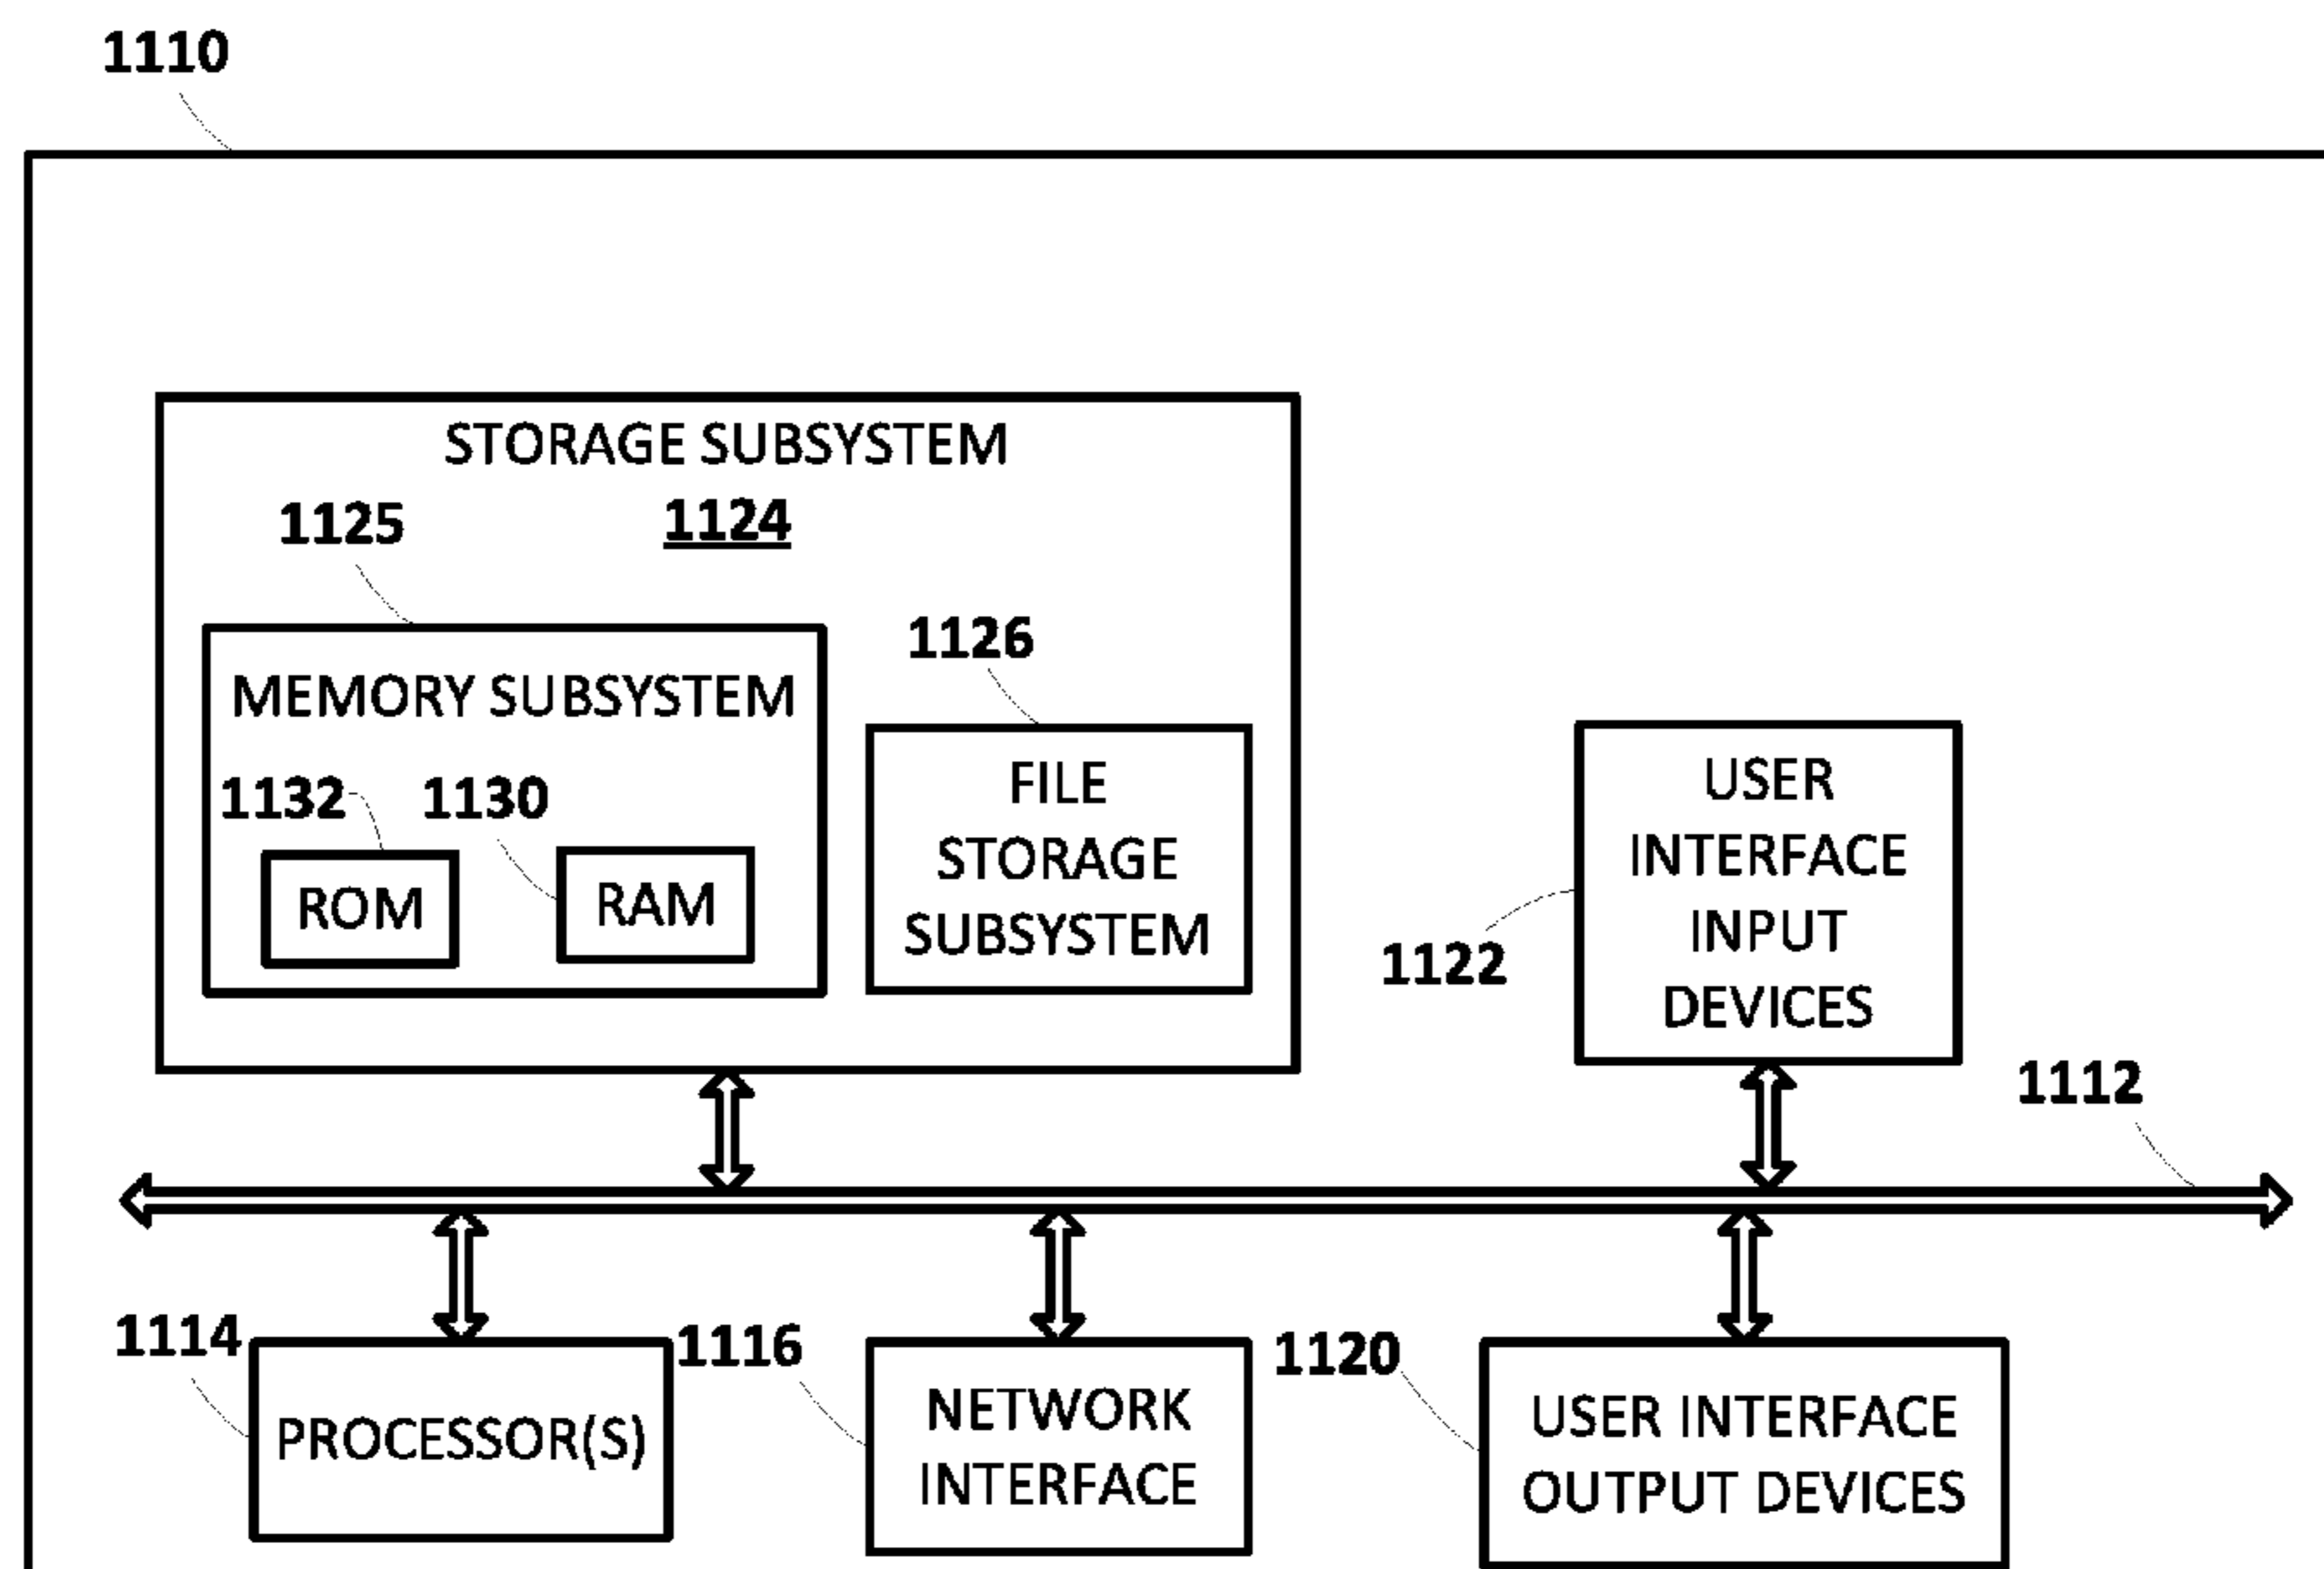 1110
STORAGE SUBSYSTEM
1124
1125
MEMORY SUBSYSTEM
1132
1130
ROM
RAM
1126
FILE
STORAGE
SUBSYSTEM
USER
INTERFACE
INPUT
DEVICES
1122
1112
1114
PROCESSOR(S)
1116
NETWORK
INTERFACE
1120
USER INTERFACE
OUTPUT DEVICES